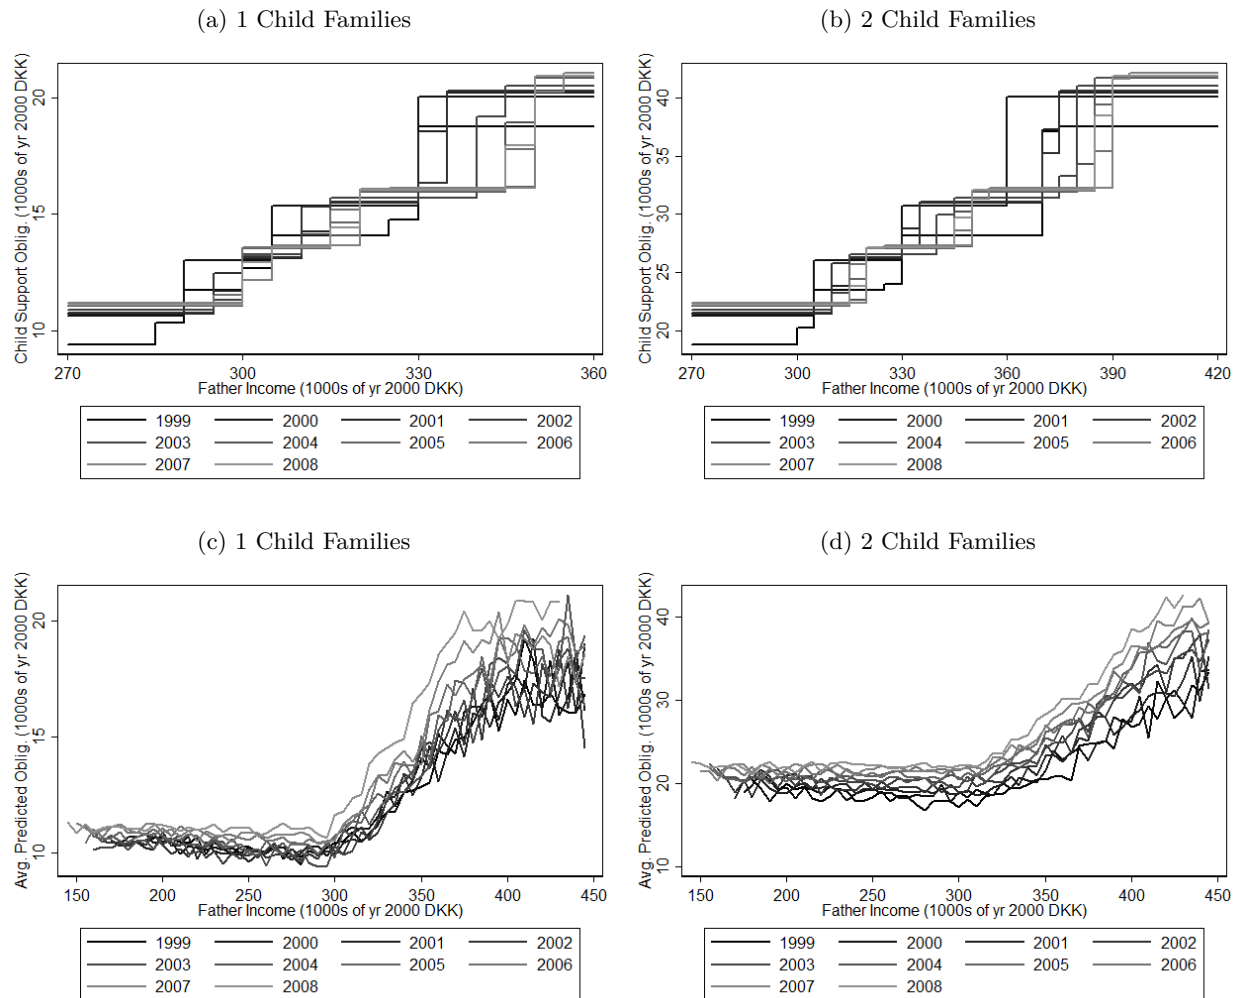 (a) 1 Child Families
Child Support Oblig. (1000s of yr 2000 DKK)
20
15
10
270
300
330
360
Father Income (1000s of yr 2000 DKK)
1999 2000 2001 2002
2003 2004 2005 2006
2007 2008
(b) 2 Child Families
Child Support Oblig. (1000s of yr 2000 DKK)
40
35
30
25
20
270
300
330
360
390
420
Father Income (1000s of yr 2000 DKK)
1999 2000 2001 2002
2003 2004 2005 2006
2007 2008
(c) 1 Child Families
Avg. Predicted Oblig. (1000s of yr 2000 DKK)
20
15
10
150
200
250
300
350
400
450
Father Income (1000s of yr 2000 DKK)
1999 2000 2001 2002
2003 2004 2005 2006
2007 2008
(d) 2 Child Families
Avg. Predicted Oblig. (1000s of yr 2000 DKK)
40
30
20
10
150
200
250
300
350
400
450
Father Income (1000s of yr 2000 DKK)
1999 2000 2001 2002
2003 2004 2005 2006
2007 2008